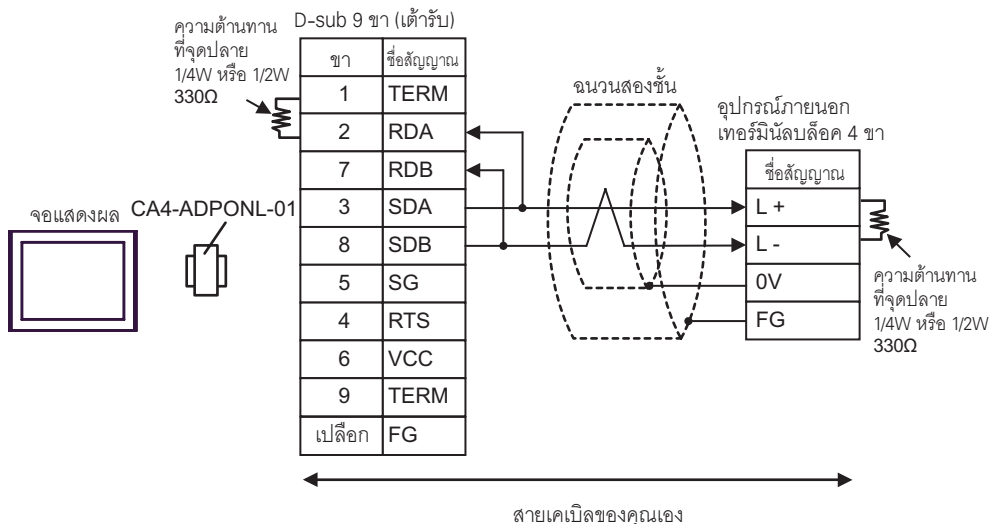 ความต้านทาน
ที่จุดปลาย
1/4W หรือ 1/2W
330Ω
D-sub 9 ขา (เต้ารับ)
ขา ชื่อสัญญาณ
1 TERM
2 RDA
7 RDB
3 SDA
8 SDB
5 SG
4 RTS
6 VCC
9 TERM
เปลือก FG
จอแสดงผล
CA4-ADPONL-01
ฉนวนสองชั้น
อุปกรณ์ภายนอก
เทอร์มินัลบล็อค 4 ขา
ชื่อสัญญาณ
L +
L -
0V
FG
ความต้านทาน
ที่จุดปลาย
1/4W หรือ 1/2W
330Ω
สายเคเบิลของคุณเอง